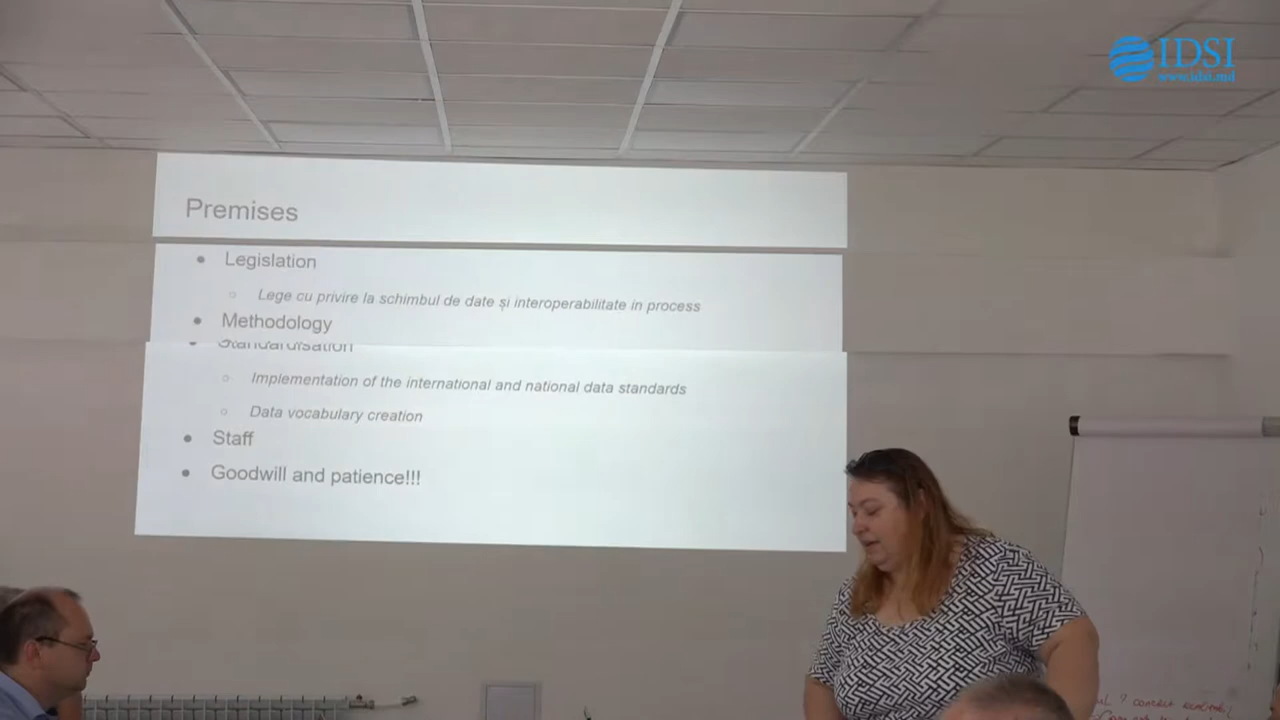 IDSI
www.idsi.md
Premises
Legislation
Lege cu privire la schimbul de date și interoperabilitate in process
Methodology
Standardisation
Implementation of the international and national data standards
Data vocabulary creation
Staff
Goodwill and patience!!!